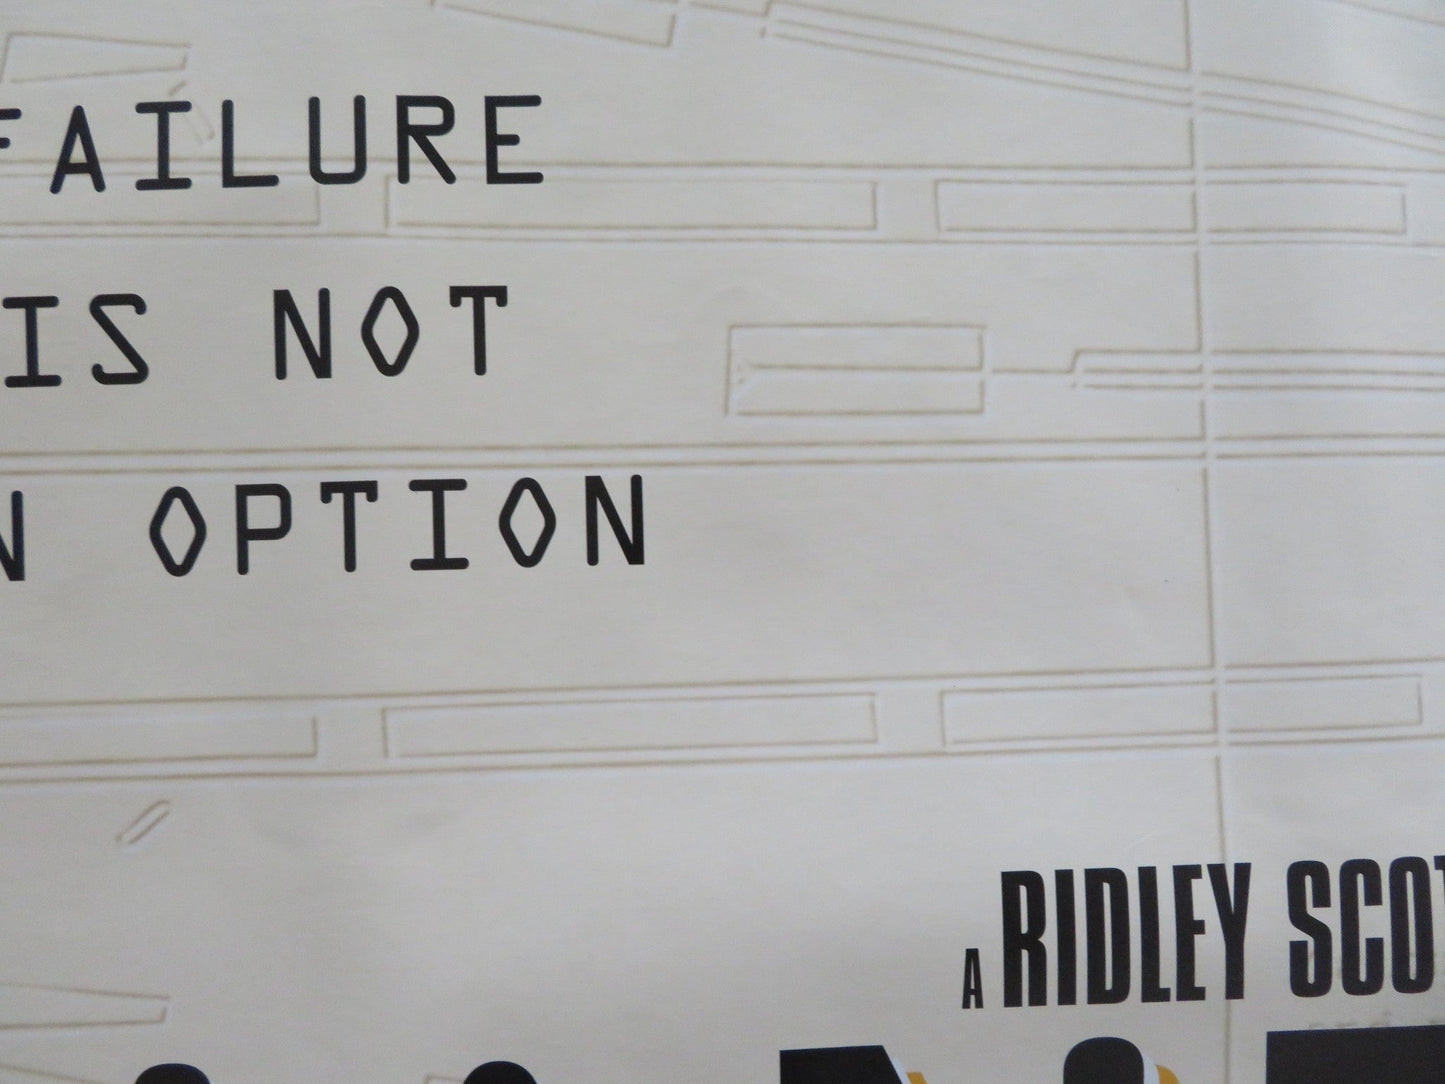 FAILURE
IS NOT
N OPTION
A RIDLEY SCOT